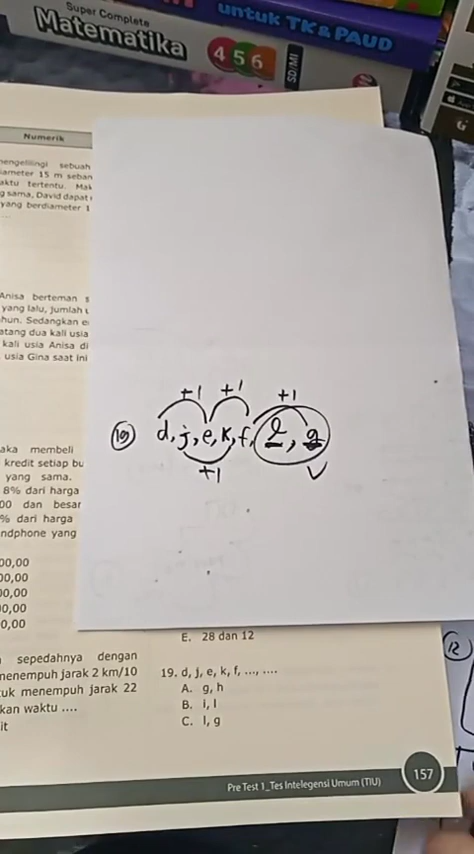 Super Complete
Matematika
4 5 6
SD/MI
untuk TK & PAUD
Numerik
mengelilingi sebuah
diameter 15 m
aktu tertentu.
sama, David dapat
yang berdiameter
Anisa berteman
yang lalu, jumlah
hun. Sedangkan
atang dua kali usia
kali usia Anisa di
usia Gina saat ini
+1 +1 +1
19 d, j, e, k, f, l, g
+1
aka membeli
kredit setiap bu
yang sama.
8% dari harga
00 dan besar
% dari harga
ndphone yang
00,00
00,00
00,00
0,00
0,00
sepedahnya dengan
menempuh jarak 2 km/10
tuk menempuh jarak 22
kan waktu ....
it
E. 28 dan 12
19. d, j, e, k, f, ..., ....
A. g, h
B. i, l
C. l, g
12
Pre Test 1_Tes Intelegensi Umum (TIU)
157